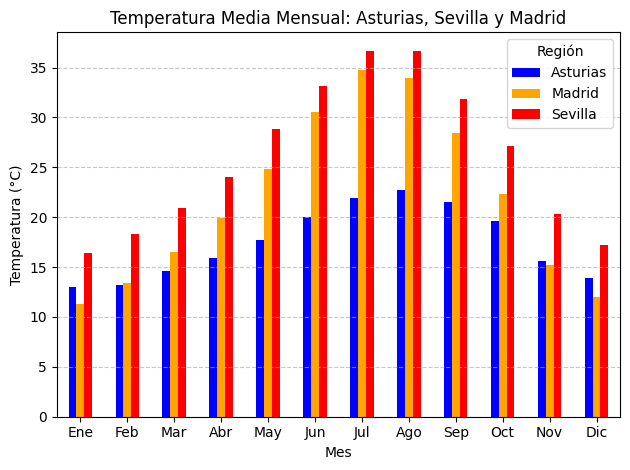 Temperatura Media Mensual: Asturias, Sevilla y Madrid
Región
Asturias
Madrid
Sevilla
Temperatura (°C)
35
30
25
20
15
10
5
0
Ene Feb Mar Abr May Jun Jul Ago Sep Oct Nov Dic
Mes